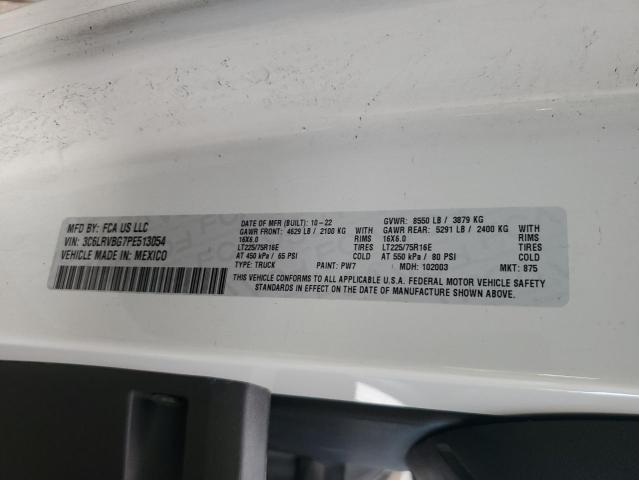 MFD BY: FCA US LLC
VIN: 3C6LRVBG7PE513054
VEHICLE MADE IN: MEXICO
DATE OF MFR (BUILT): 10-22 GVWR: 8550 LB / 3879 KG
GAWR FRONT: 4629 LB / 2100 KG WITH GAWR REAR: 5291 LB / 2400 KG WITH
16X6.0 RIMS 16X6.0 RIMS
LT225/75R16E TIRES LT225/75R16E TIRES
AT 450 kPa / 65 PSI COLD AT 550 kPa / 80 PSI COLD
TYPE: TRUCK PAINT: PW7 MDH: 102003 MKT: 875
THIS VEHICLE CONFORMS TO ALL APPLICABLE U.S.A. FEDERAL MOTOR VEHICLE SAFETY
STANDARDS IN EFFECT ON THE DATE OF MANUFACTURE SHOWN ABOVE.